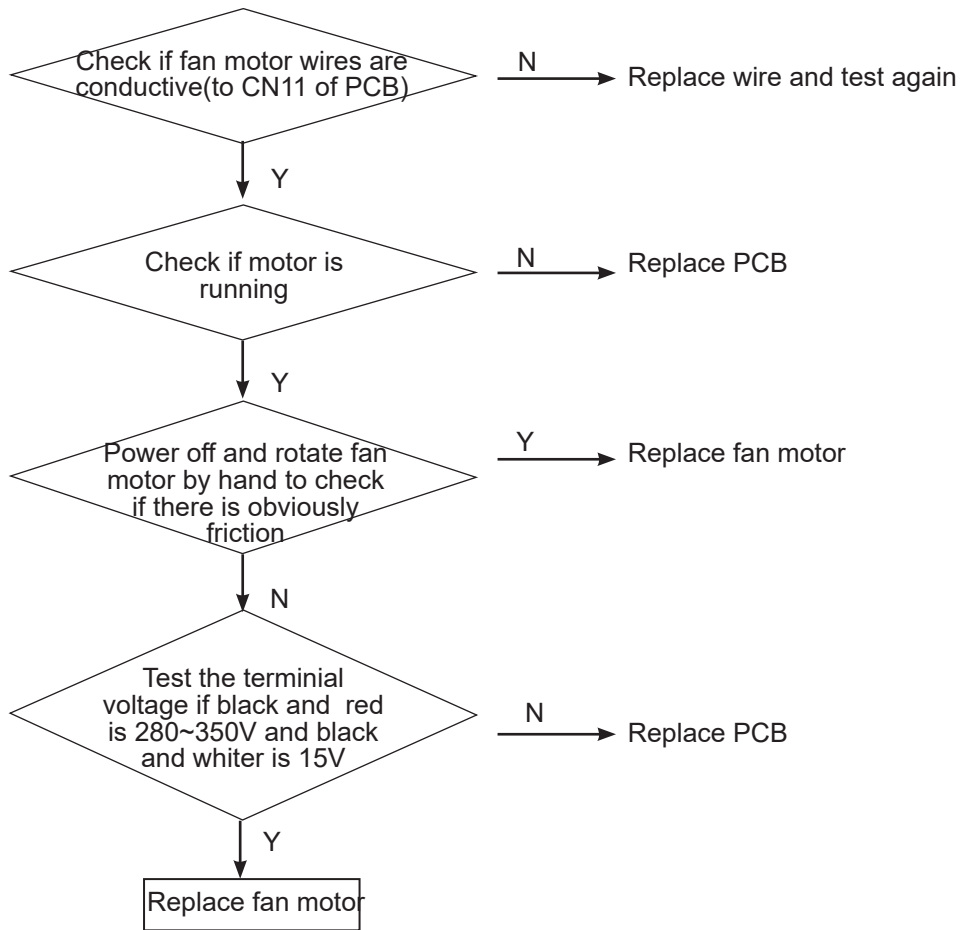 Check if fan motor wires are
conductive(to CN11 of PCB)
N
Replace wire and test again
Y
Check if motor is
running
N
Replace PCB
Y
Power off and rotate fan
motor by hand to check
if there is obviously
friction
Y
Replace fan motor
N
Test the terminial
voltage if black and red
is 280~350V and black
and whiter is 15V
N
Replace PCB
Y
Replace fan motor